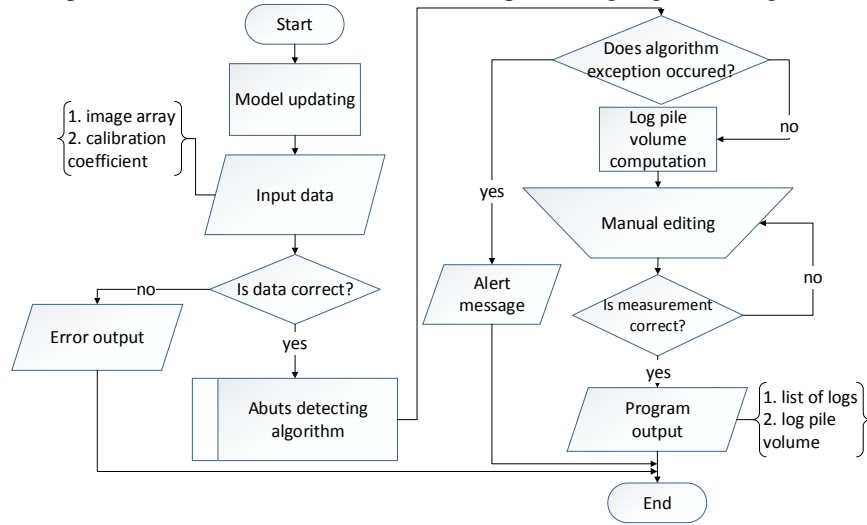 Start
Model updating
1. image array
2. calibration
coefficient
Input data
Is data correct?
no
Error output
yes
Abuts detecting
algorithm
Does algorithm
exception occured?
no
yes
Log pile
volume
computation
Manual editing
no
Alert
message
Is measurement
correct?
yes
Program
output
1. list of logs
2. log pile
volume
End